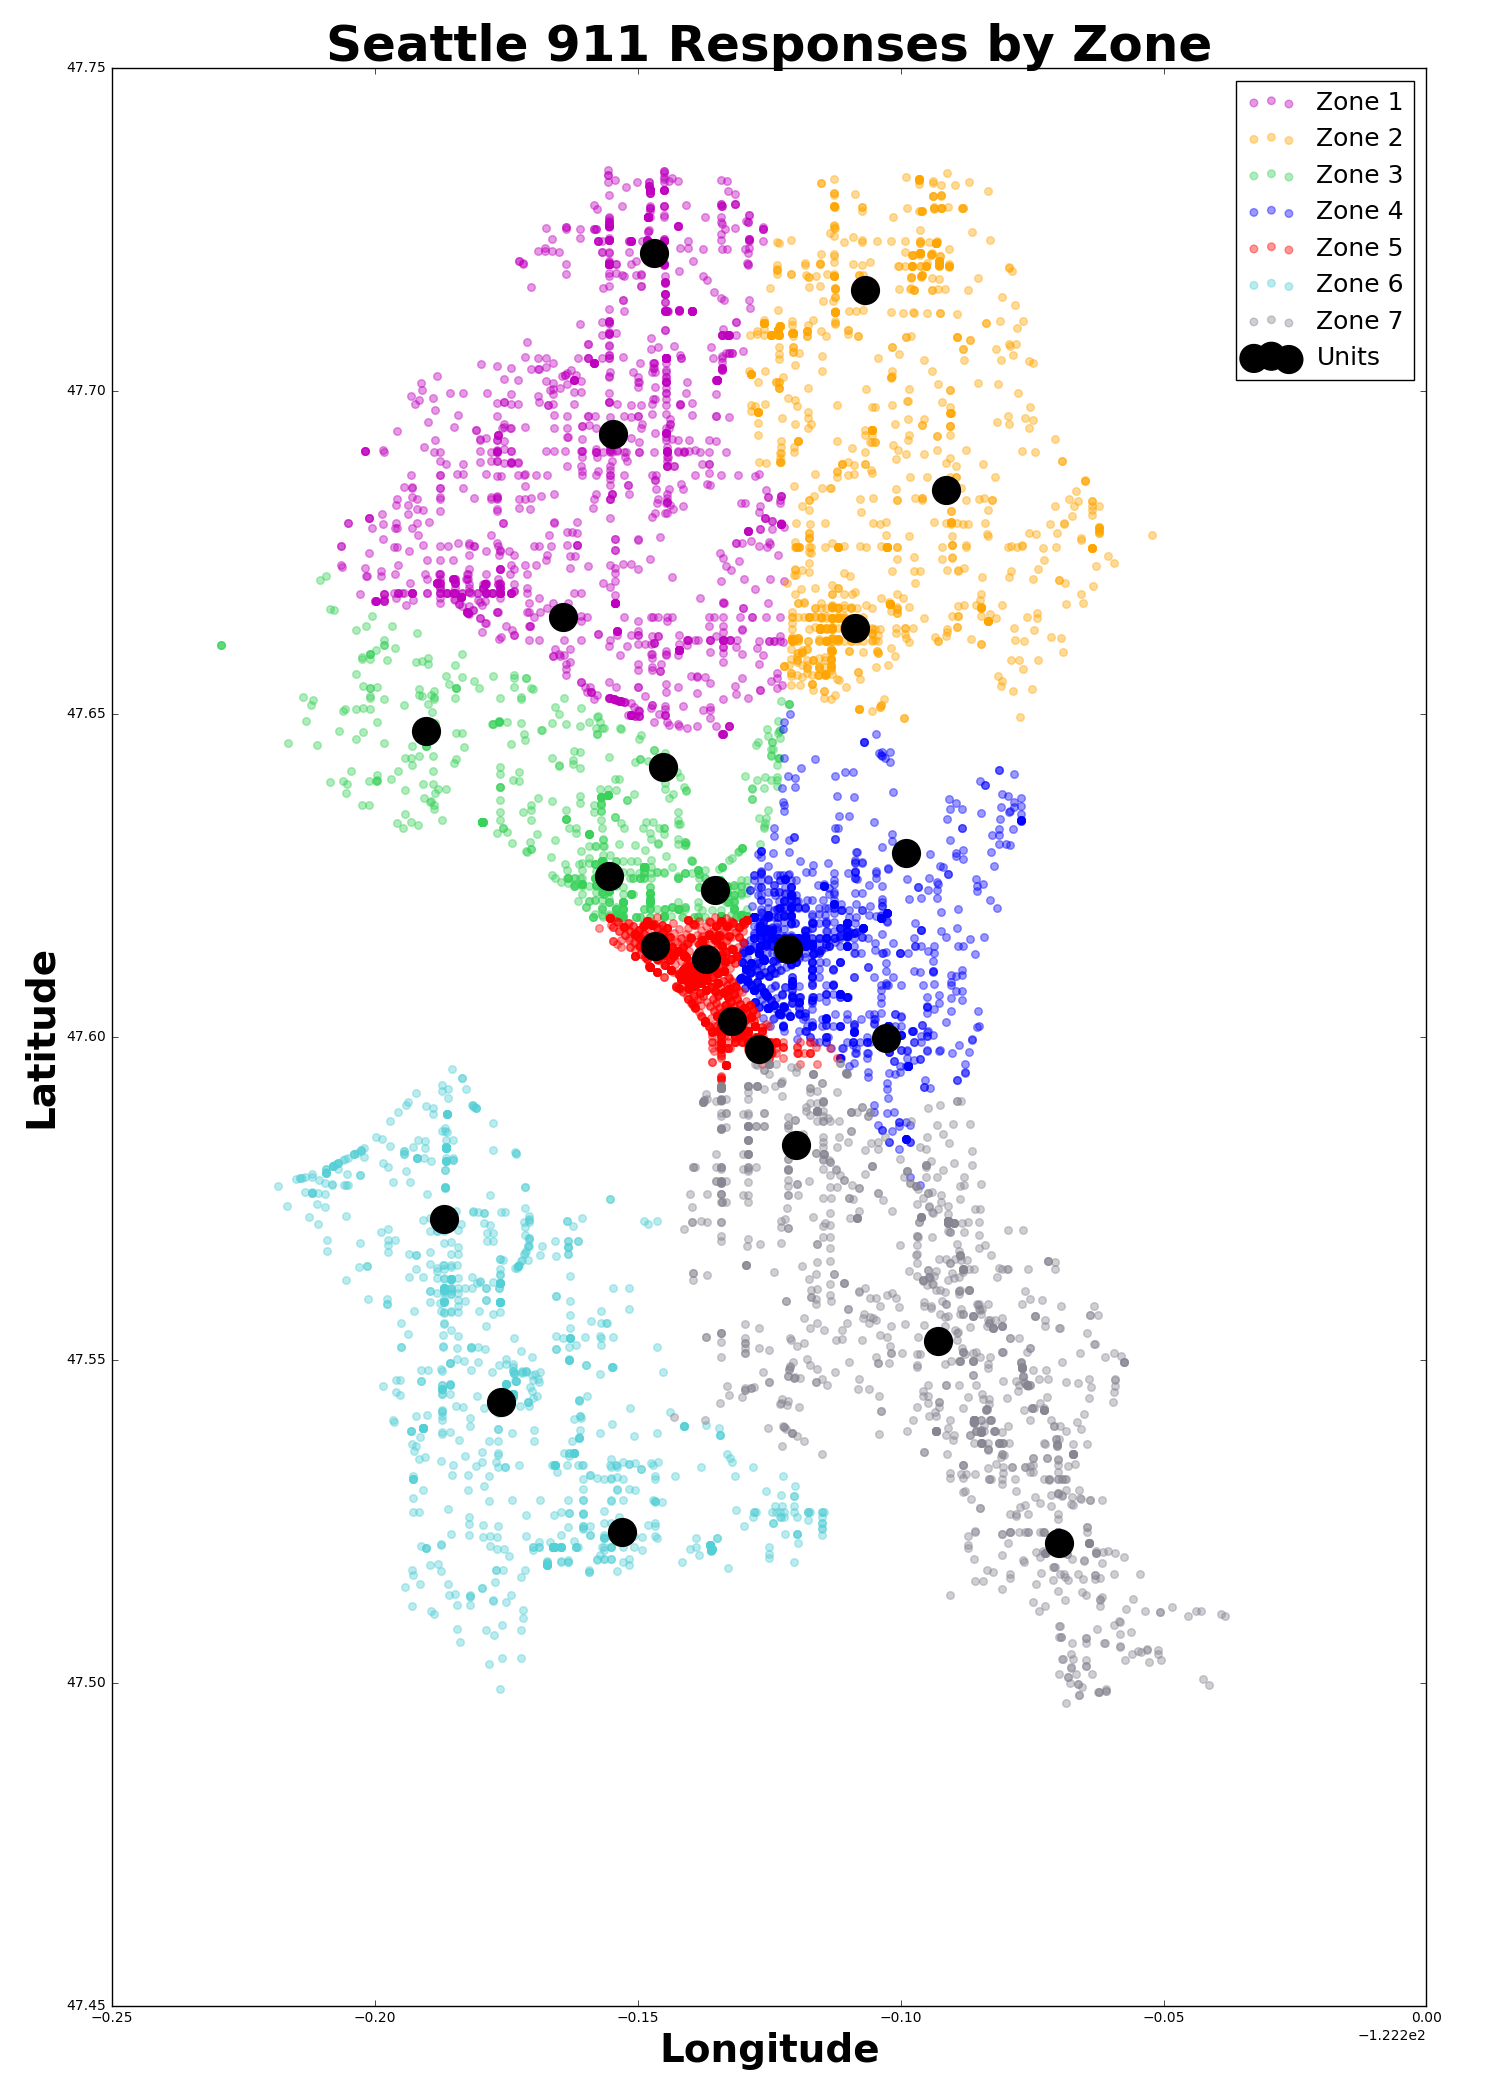 Seattle 911 Responses by Zone
47.75
47.70
47.65
47.60
47.55
47.50
47.45
Latitude
Zone 1
Zone 2
Zone 3
Zone 4
Zone 5
Zone 6
Zone 7
Units
−0.25 −0.20 −0.15 −0.10 −0.05 0.00
−1.222e2
Longitude